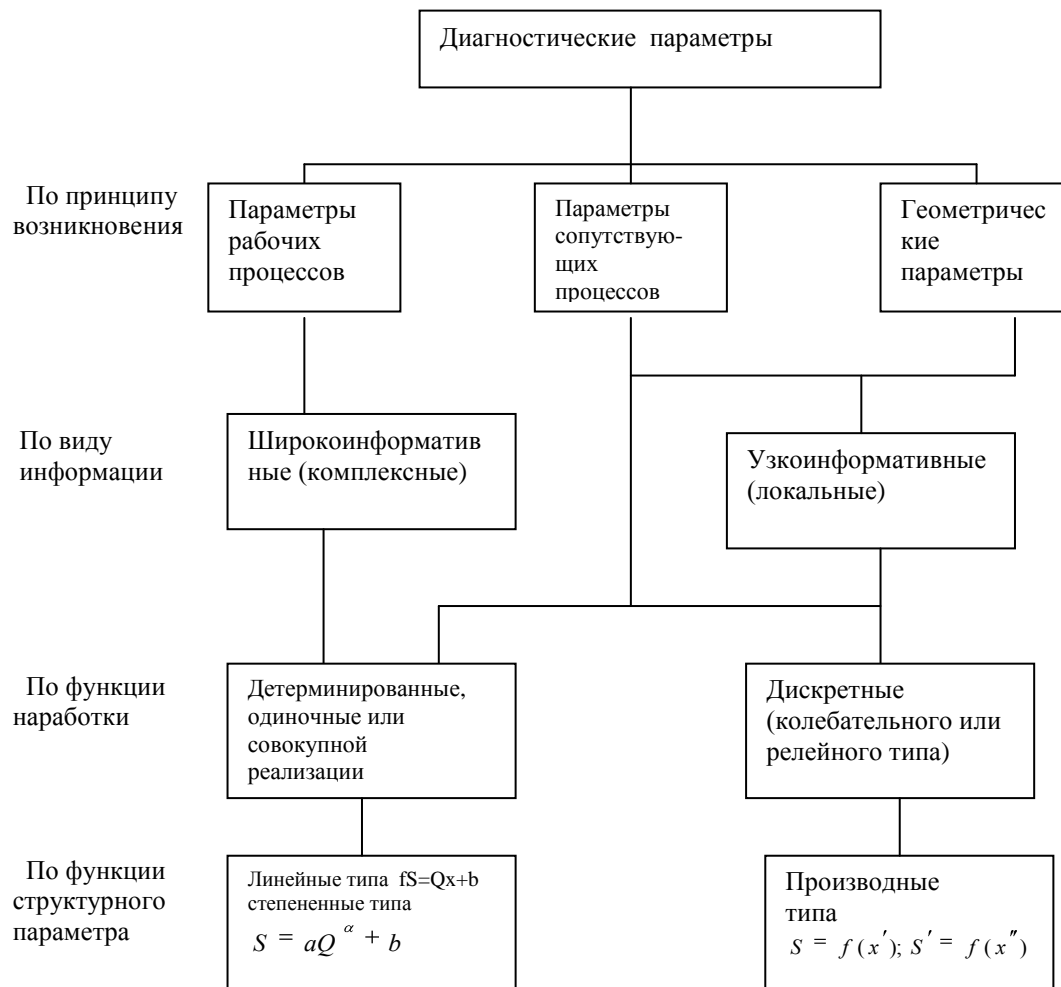 Диагностические параметры
По принципу
возникновения
Параметры
рабочих
процессов
Параметры
сопутствую-
щих
процессов
Геометричес
кие
параметры
По виду
информации
Широкоинформатив
ные (комплексные)
Узкоинформативные
(локальные)
По функции
наработки
Детерминированные,
одиночные или
совокупной
реализации
Дискретные
(колебательного или
релейного типа)
По функции
структурного
параметра
Линейные типа fS=Qx+b
степененные типа
S = aQ^α + b
Производные
типа
S = f(x′); S′ = f(x″)